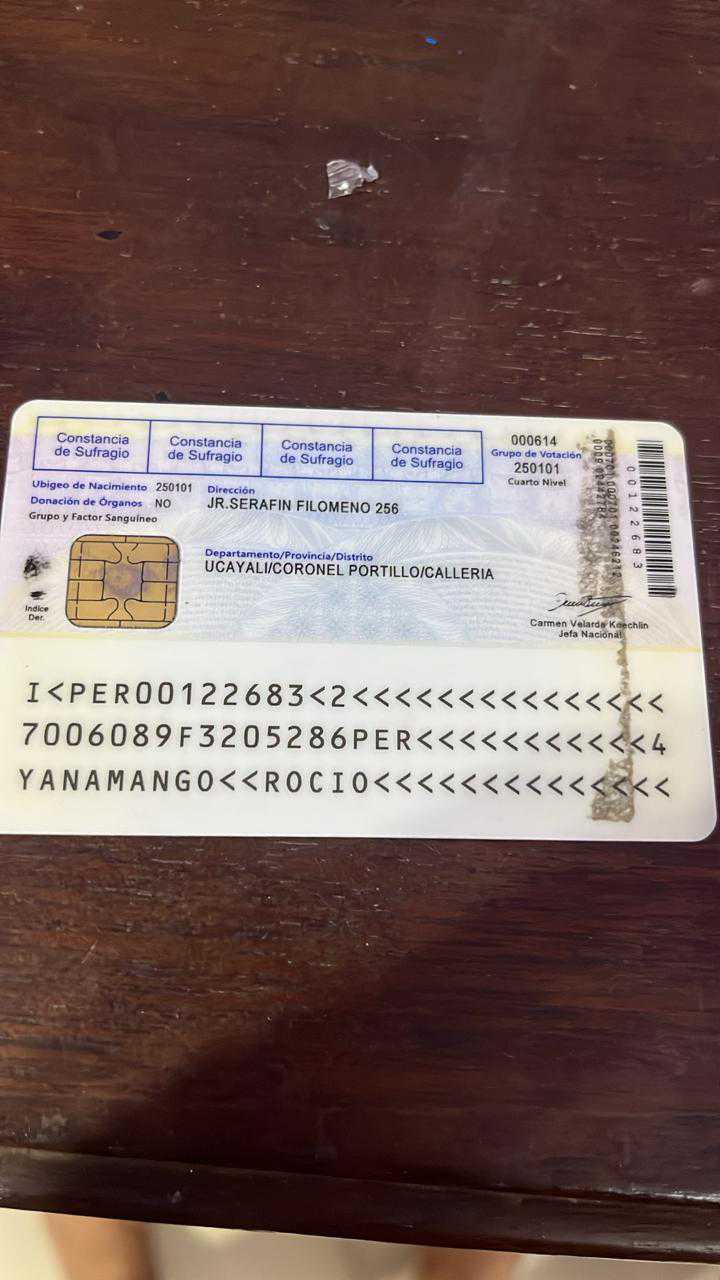 Constancia de Sufragio
Constancia de Sufragio
Constancia de Sufragio
Constancia de Sufragio
000614
Grupo de Votación
250101
Cuarto Nivel
Ubigeo de Nacimiento 250101
Donación de Órganos NO
Grupo y Factor Sanguíneo
Dirección
JR.SERAFIN FILOMENO 256
Departamento/Provincia/Distrito
UCAYALI/CORONEL PORTILLO/CALLERIA
Indice
Der.
Carmen Velarde Koechlin
Jefa Nacional
00122683
I<PER00122683<2<<<<<<<<<<<<<<<
7006089F3205286PER<<<<<<<<<<<4
YANAMANGO<<ROCIO<<<<<<<<<<<<<<